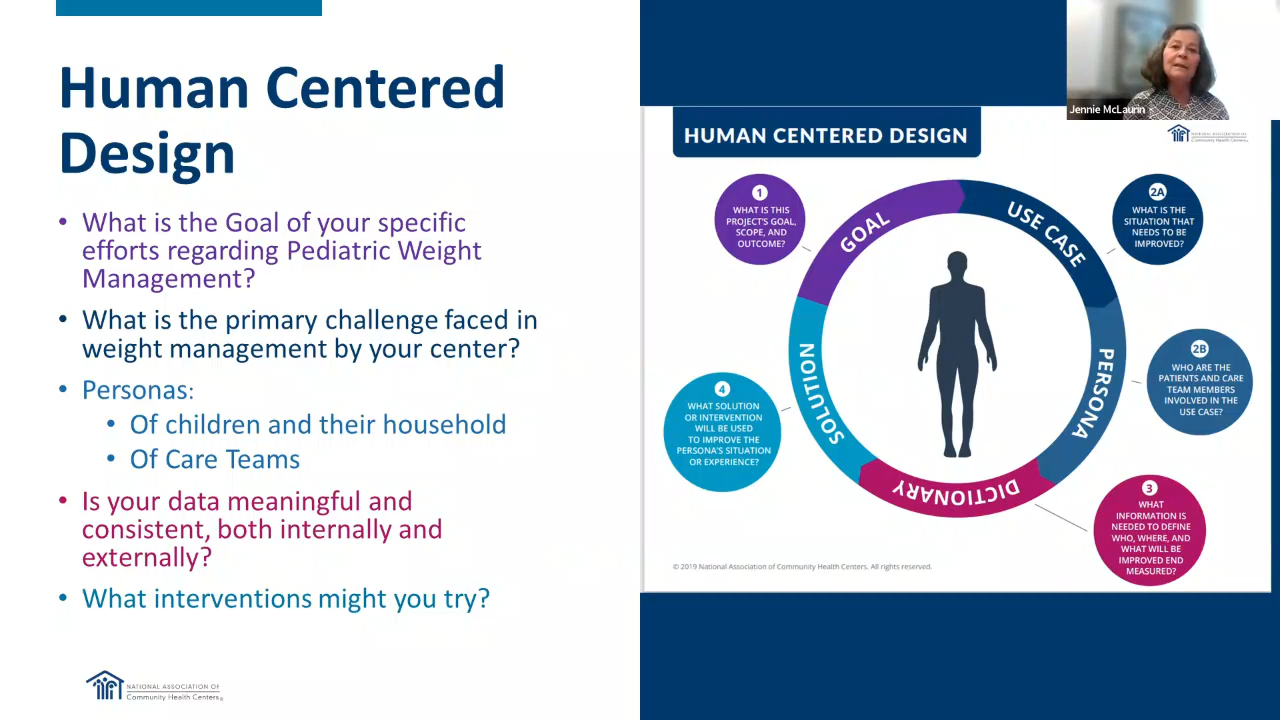 Human Centered
Design
• What is the Goal of your specific
efforts regarding Pediatric Weight
Management?
• What is the primary challenge faced in
weight management by your center?
• Personas:
• Of children and their household
• Of Care Teams
• Is your data meaningful and
consistent, both internally and
externally?
• What interventions might you try?
NATIONAL ASSOCIATION OF
Community Health Centers®
Jennie McLaurin
HUMAN CENTERED DESIGN
NATIONAL ASSOCIATION OF
Community Health Centers®
1
WHAT IS THIS
PROJECT'S GOAL,
SCOPE, AND
OUTCOME?
GOAL
USE CASE
2A
WHAT IS THE
SITUATION THAT
NEEDS TO BE
IMPROVED?
PERSONA
2B
WHO ARE THE
PATIENTS AND CARE
TEAM MEMBERS
INVOLVED IN THE
USE CASE?
DICTIONARY
3
WHAT
INFORMATION IS
NEEDED TO DEFINE
WHO, WHERE, AND
WHAT WILL BE
IMPROVED END
MEASURED?
SOLUTION
4
WHAT SOLUTION
OR INTERVENTION
WILL BE USED
TO IMPROVE THE
PERSONA'S SITUATION
OR EXPERIENCE?
© 2019 National Association of Community Health Centers. All rights reserved.